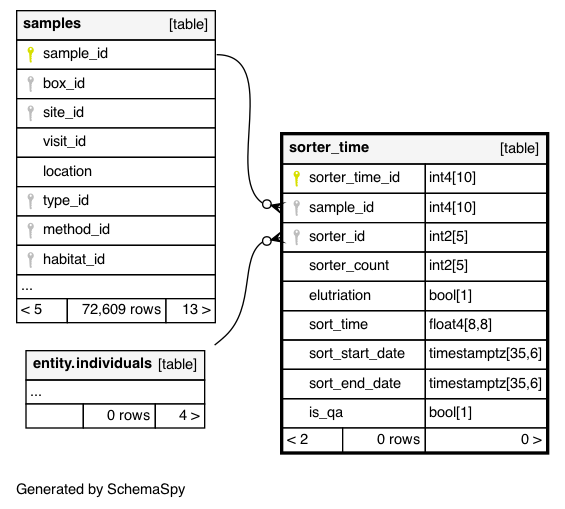 samples [table]
sample_id
box_id
site_id
visit_id
location
type_id
method_id
habitat_id
...
< 5 72,609 rows 13 >
entity.individuals [table]
...
0 rows 4 >
sorter_time [table]
sorter_time_id int4[10]
sample_id int4[10]
sorter_id int2[5]
sorter_count int2[5]
elutriation bool[1]
sort_time float4[8,8]
sort_start_date timestamptz[35,6]
sort_end_date timestamptz[35,6]
is_qa bool[1]
< 2 0 rows 0 >
Generated by SchemaSpy